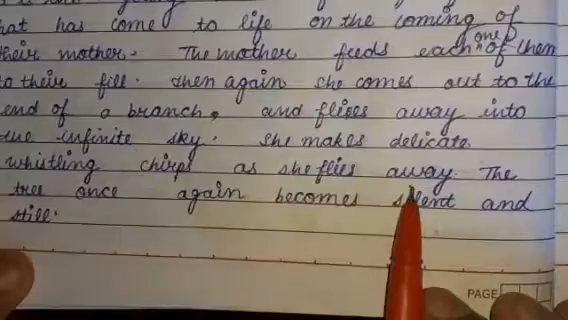 hat has come to life on the coming of
their mother. The mother feeds each one of them
to their fill. then again she comes out to the
end of a branch, and flies away into
the infinite sky. She makes delicate
whistling chirps as she flies away. The
tree once again becomes silent and
still.
PAGE